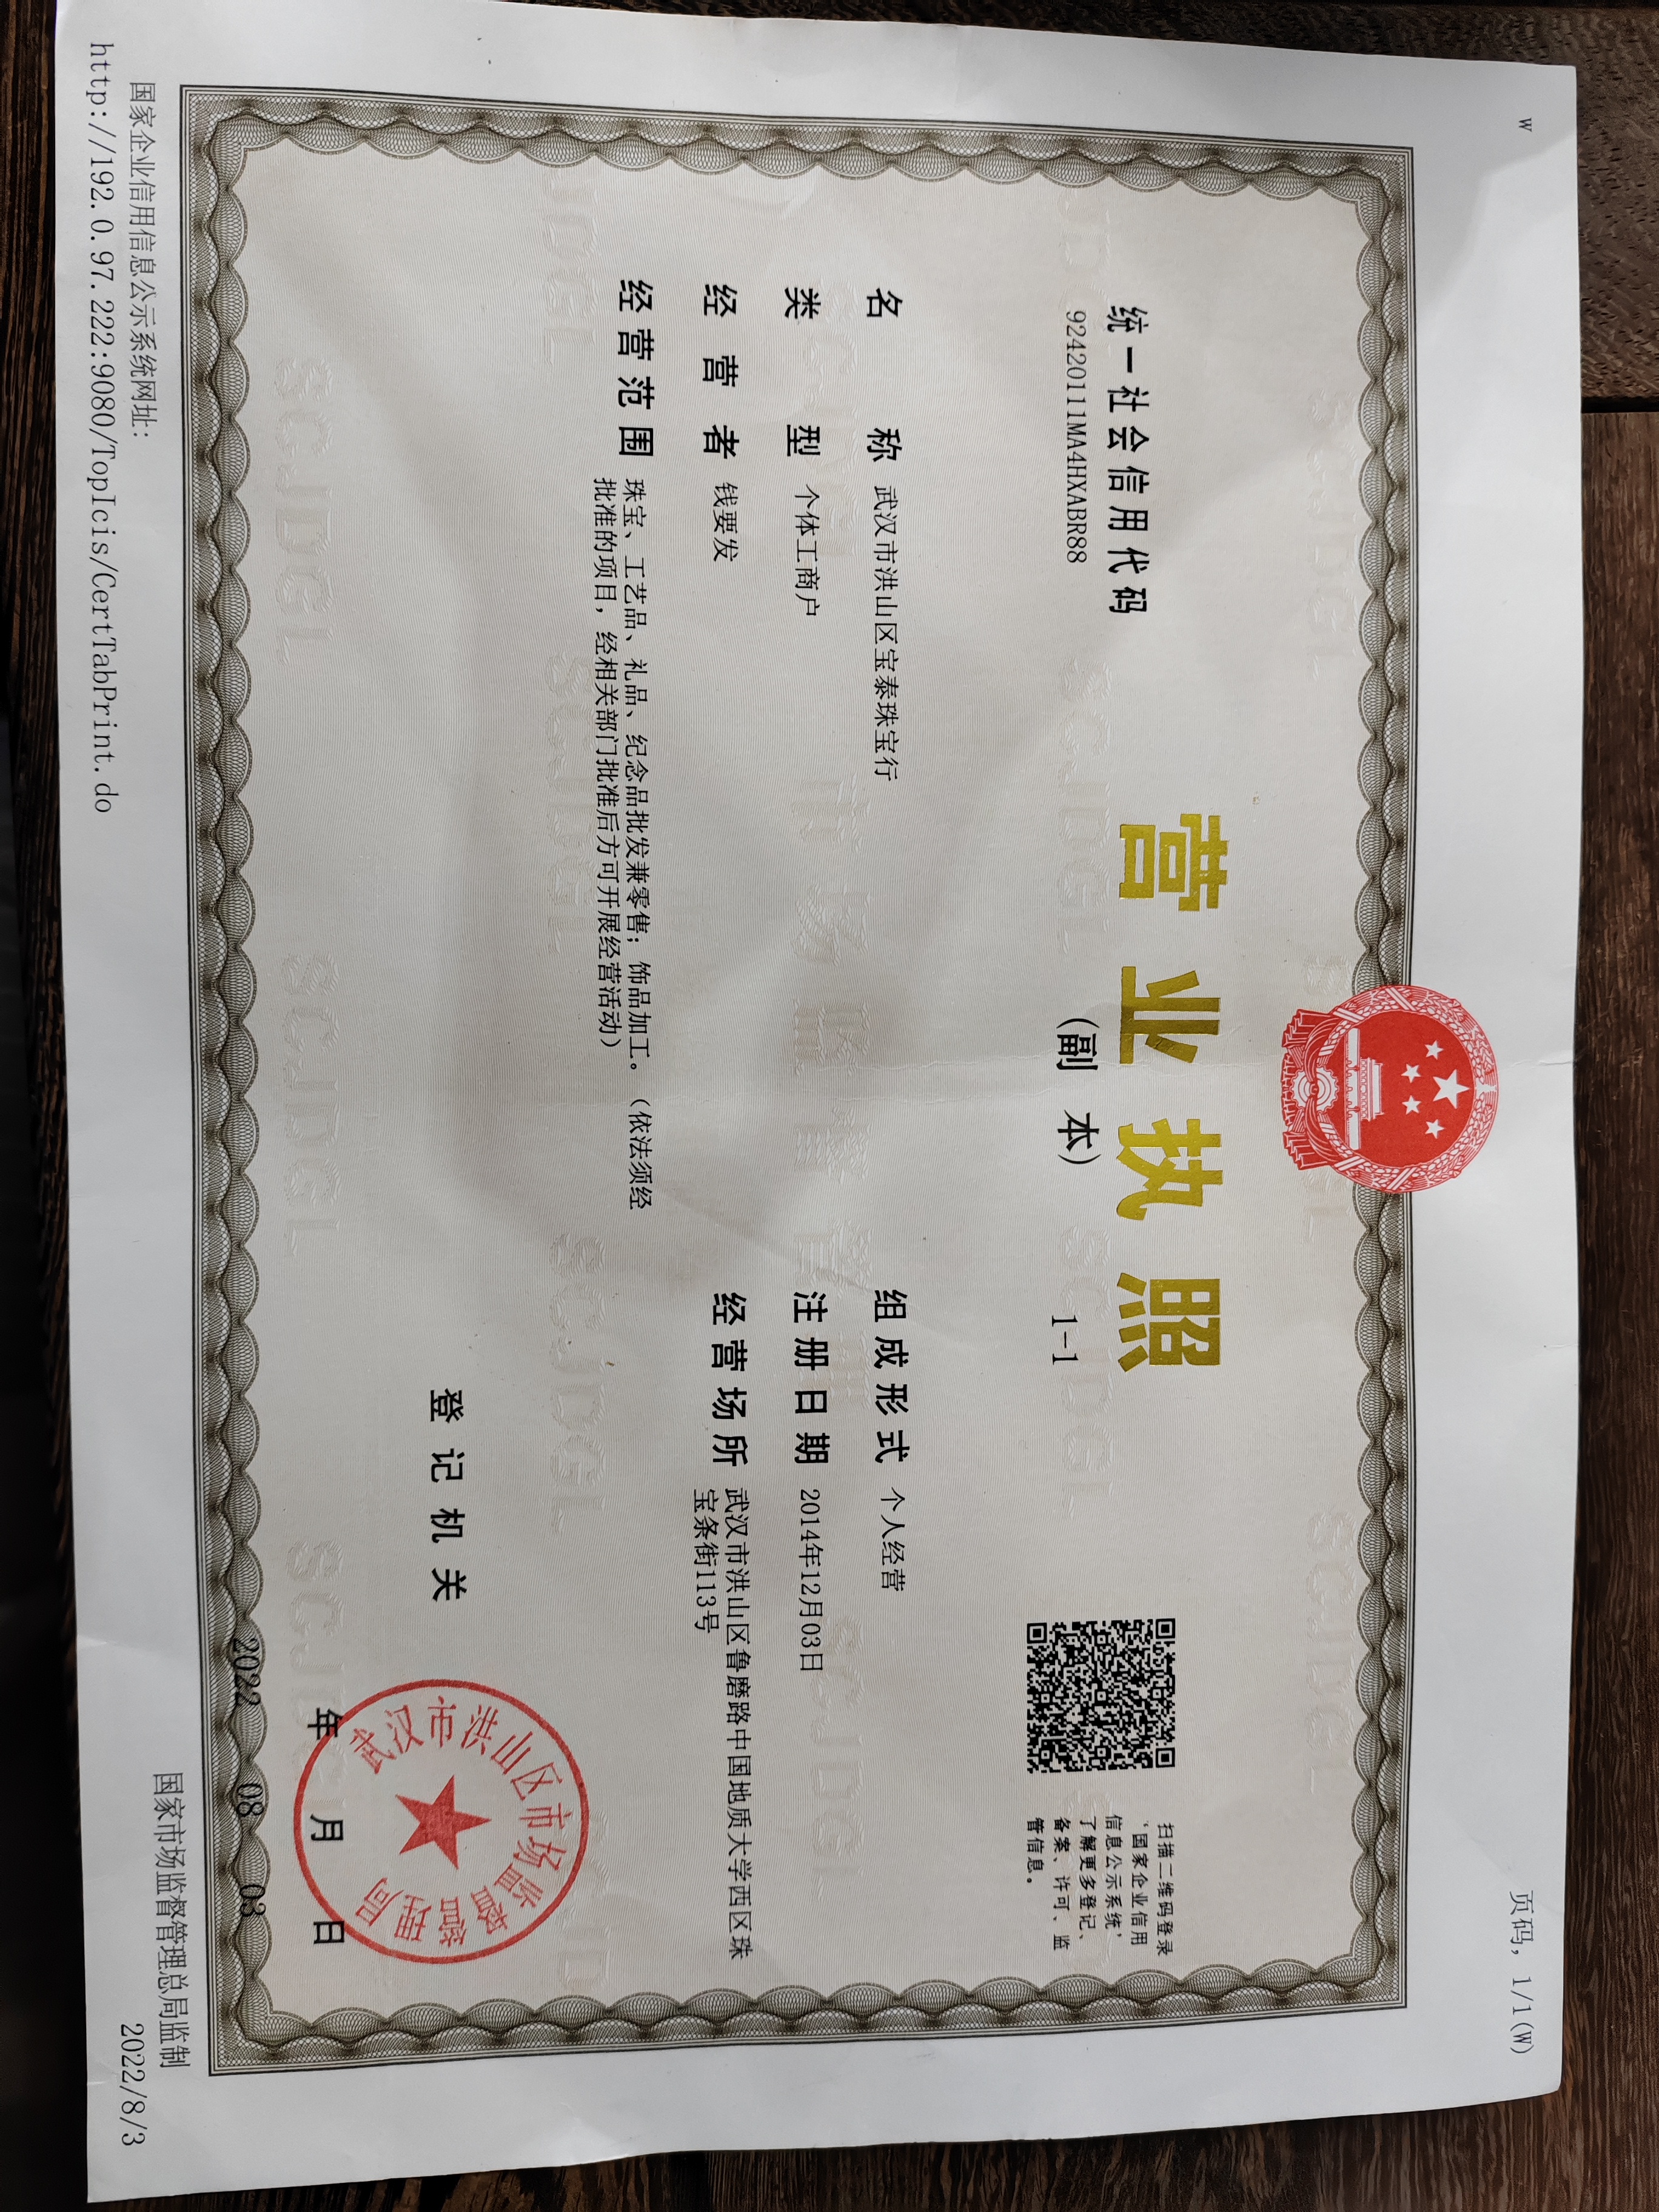 w
页码，1/1(W)
营业执照
（副 本） 1-1
统一社会信用代码
92420111MA4HXABR88
扫描二维码登录
‘国家企业信用
信息公示系统’
了解更多登记、
备案、许可、监
管信息。
名称 武汉市洪山区宝泰珠宝行
类型 个体工商户
经营者 钱要发
经营范围 珠宝、工艺品、礼品、纪念品批发兼零售；饰品加工。（依法须经
批准的项目，经相关部门批准后方可开展经营活动）
组成形式 个人经营
注册日期 2014年12月03日
经营场所 武汉市洪山区鲁磨路中国地质大学西区珠
宝条街113号
登记机关
武汉市洪山区市场监督管理局
年 月 日
2022 08 03
国家企业信用信息公示系统网址：
国家市场监督管理总局监制
http://192.0.97.222:9080/TopIcis/CertTabPrint.do
2022/8/3